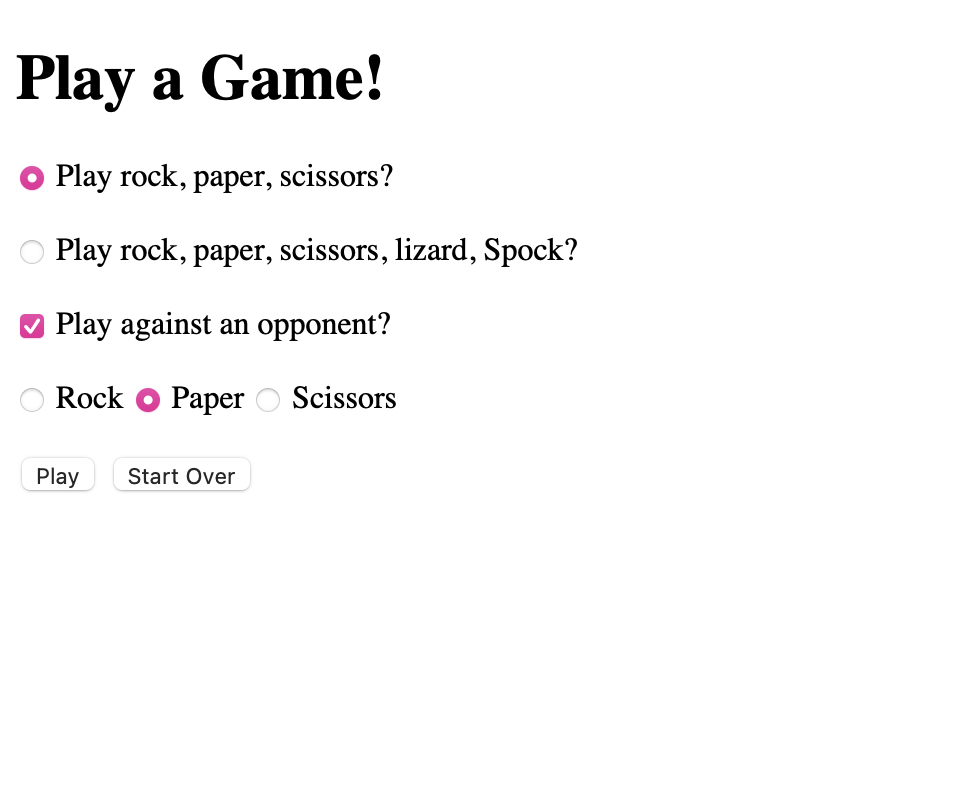 Play a Game!
Play rock, paper, scissors?
Play rock, paper, scissors, lizard, Spock?
Play against an opponent?
Rock Paper Scissors
Play Start Over